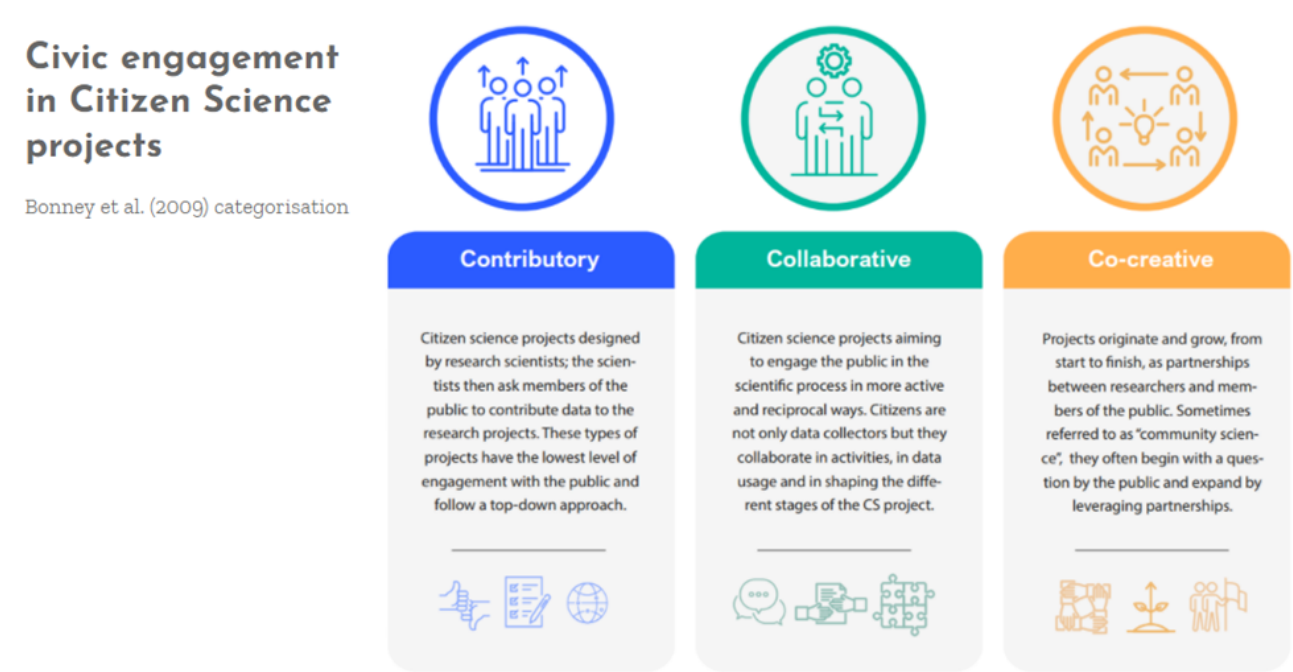 Civic engagement
in Citizen Science
projects
Bonney et al. (2009) categorisation
Contributory
Citizen science projects designed
by research scientists; the scien-
tists then ask members of the
public to contribute data to the
research projects. These types of
projects have the lowest level of
engagement with the public and
follow a top-down approach.
Collaborative
Citizen science projects aiming
to engage the public in the
scientific process in more active
and reciprocal ways. Citizens are
not only data collectors but they
collaborate in activities, in data
usage and in shaping the diffe-
rent stages of the CS project.
Co-creative
Projects originate and grow, from
start to finish, as partnerships
between researchers and mem-
bers of the public. Sometimes
referred to as "community scien-
ce", they often begin with a ques-
tion by the public and expand by
leveraging partnerships.